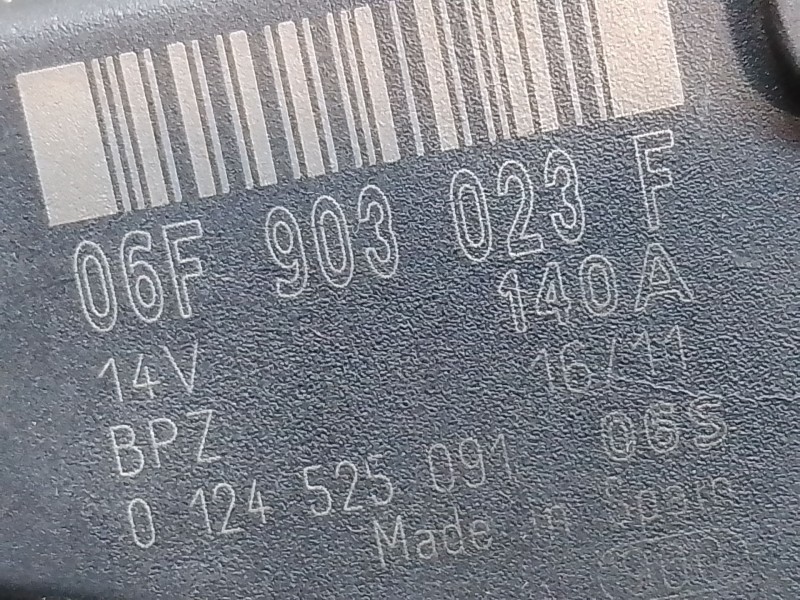 06F 903 023 F
140A
14V 16/11
BPZ 06S
0 124 525 091
Made in Spain